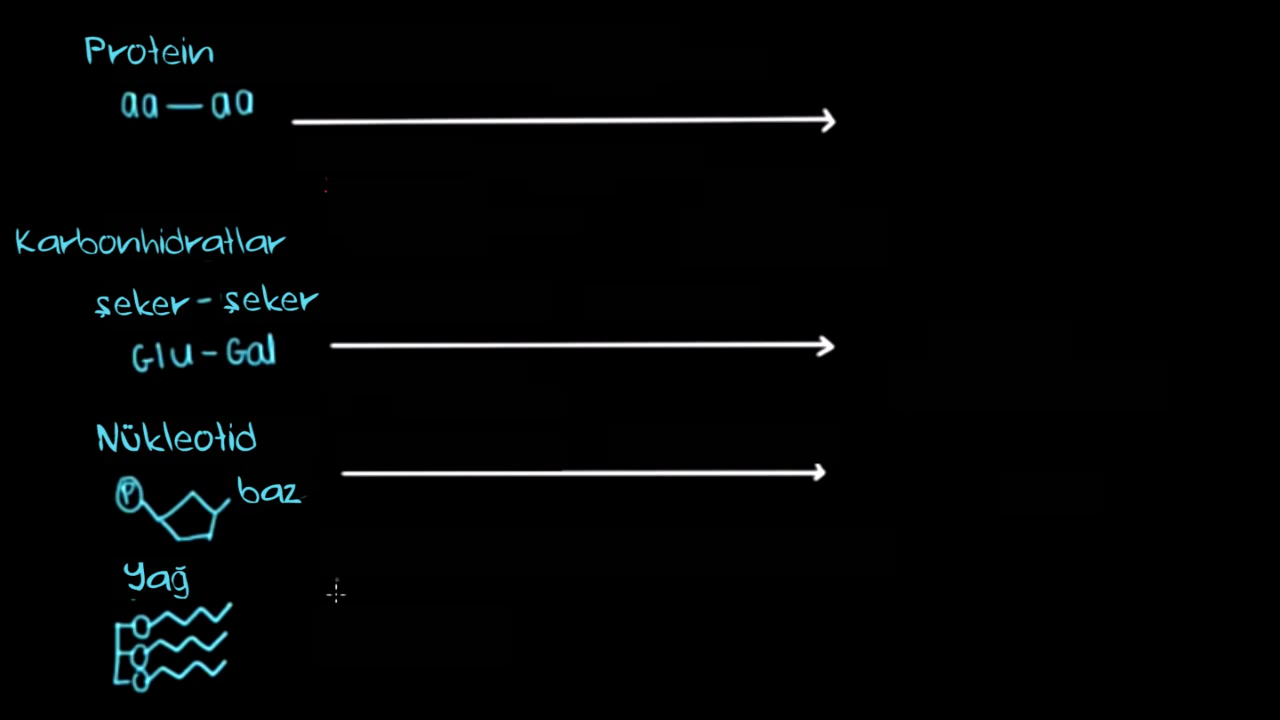 Protein
aa — aa
Karbonhidratlar
şeker - şeker
Glu - Gal
Nükleotid
P baz
Yağ
O
O
O